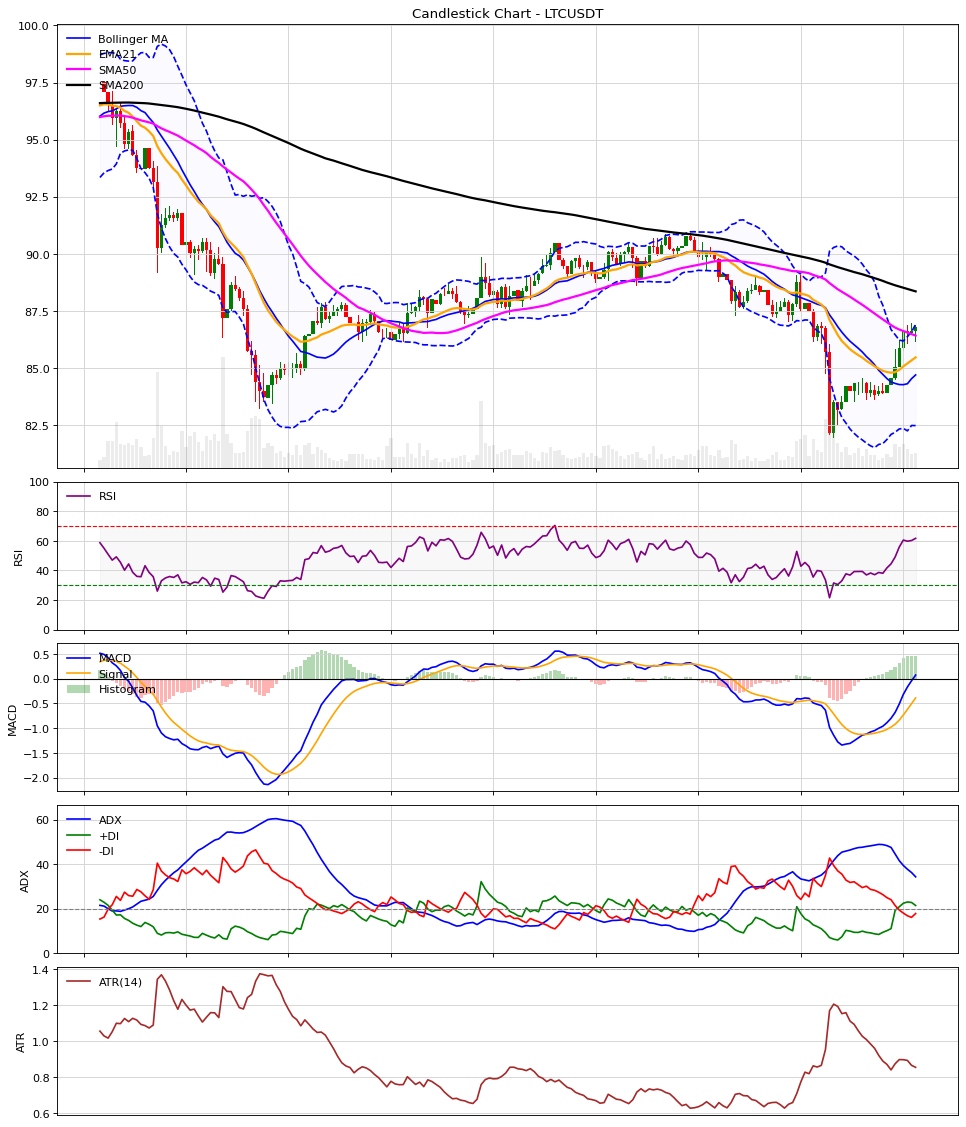 Candlestick Chart - LTCUSDT
100.0
97.5
95.0
92.5
90.0
87.5
85.0
82.5
Bollinger MA
EMA21
SMA50
SMA200
100
80
60
40
20
0
RSI
RSI
0.5
0.0
−0.5
−1.0
−1.5
−2.0
MACD
MACD
Signal
Histogram
60
40
20
0
ADX
ADX
+DI
-DI
1.4
1.2
1.0
0.8
0.6
ATR
ATR(14)